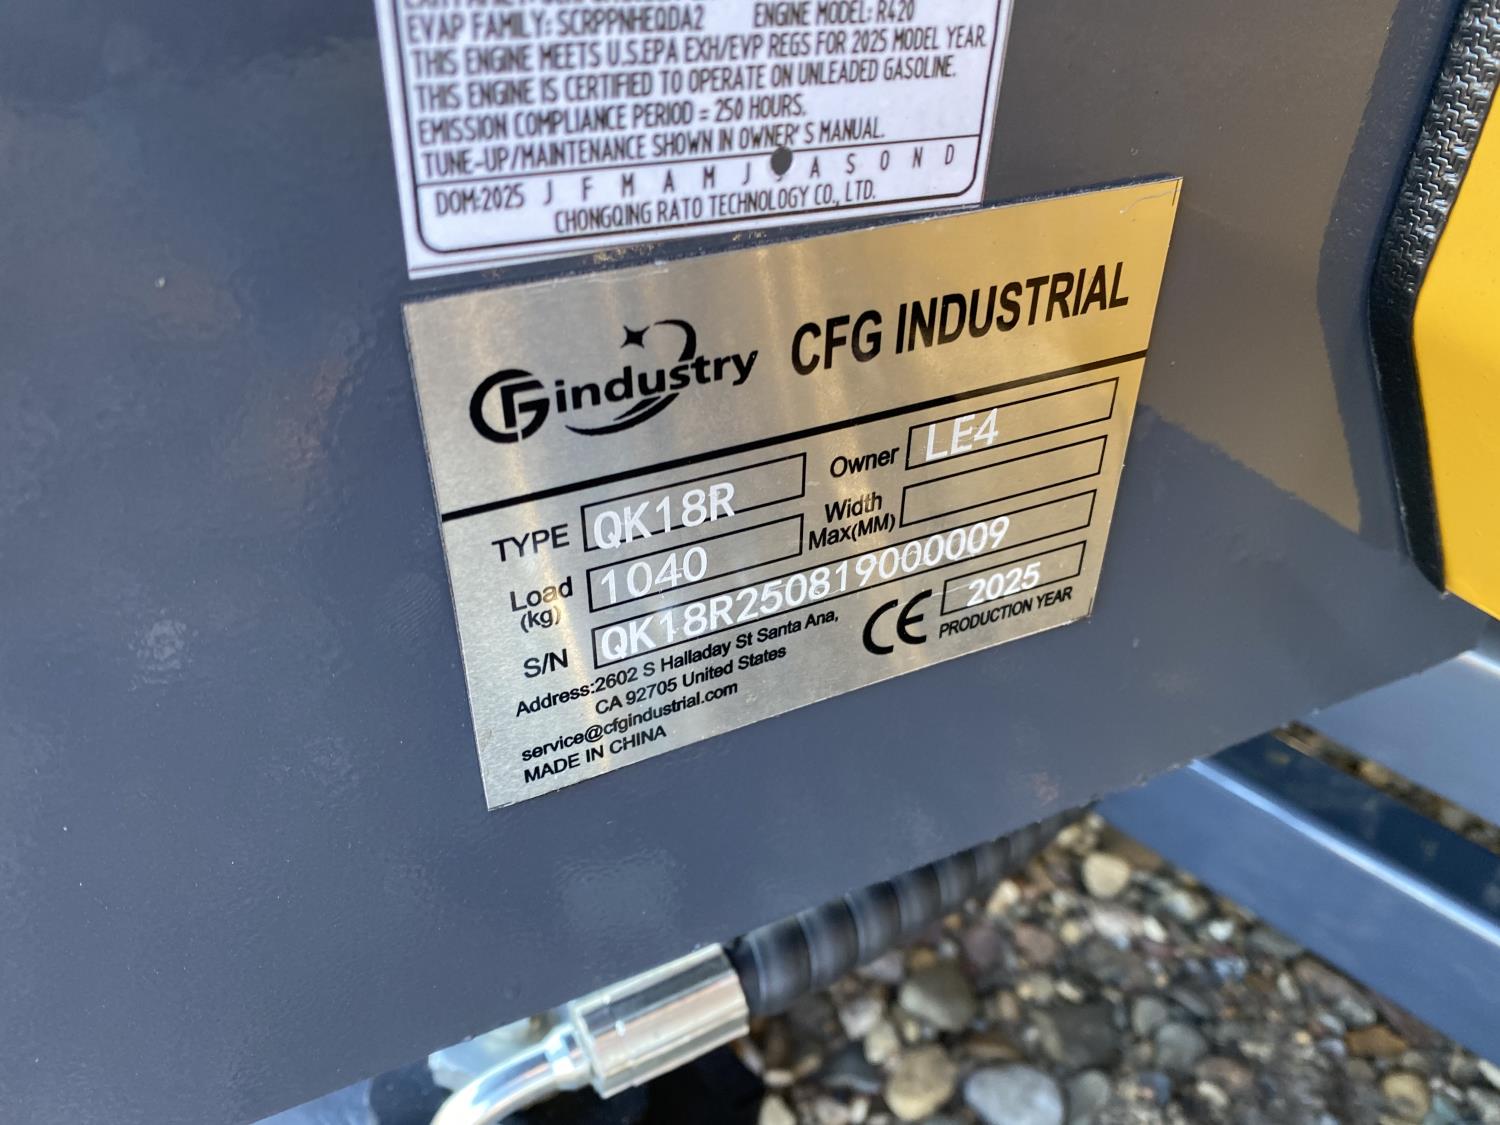 EVAP FAMILY: SCRPPNHEQDA2 ENGINE MODEL: R420
THIS ENGINE MEETS U.S.EPA EXH/EVP REGS FOR 2025 MODEL YEAR.
THIS ENGINE IS CERTIFIED TO OPERATE ON UNLEADED GASOLINE.
EMISSION COMPLIANCE PERIOD = 250 HOURS.
TUNE-UP/MAINTENANCE SHOWN IN OWNER'S MANUAL.
DOM:2025 J F M A M J J A S O N D
CHONGQING RATO TECHNOLOGY CO., LTD.
CFG industry CFG INDUSTRIAL
TYPE QK18R Owner LE4
Load (kg) 1040 Width Max(MM)
S/N QK18R250819000009
Address:2602 S Halladay St Santa Ana,
CA 92705 United States
service@cfgindustrial.com
MADE IN CHINA
CE 2025
PRODUCTION YEAR